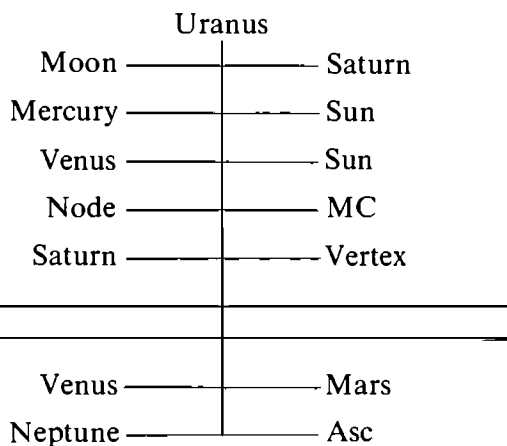 Uranus
Moon Saturn
Mercury Sun
Venus Sun
Node MC
Saturn Vertex
Venus Mars
Neptune Asc